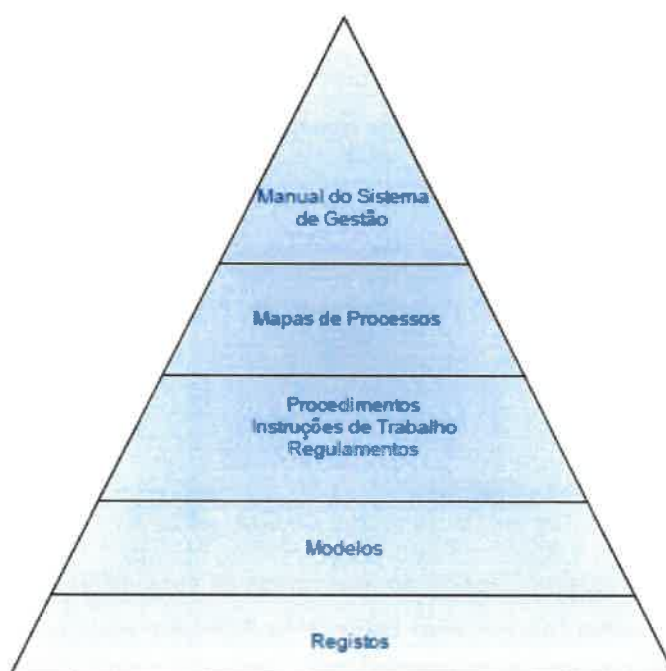 Manual do Sistema
de Gestão
Mapas de Processos
Procedimentos
Instruções de Trabalho
Regulamentos
Modelos
Registos